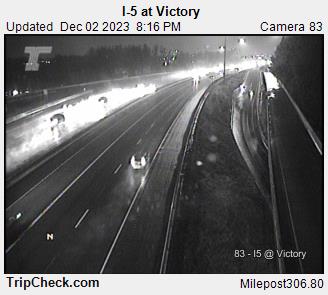 I-5 at Victory
Updated Dec 02 2023 8:16 PM Camera 83
T
N
83 - I5 @ Victory
TripCheck.com Milepost306.80